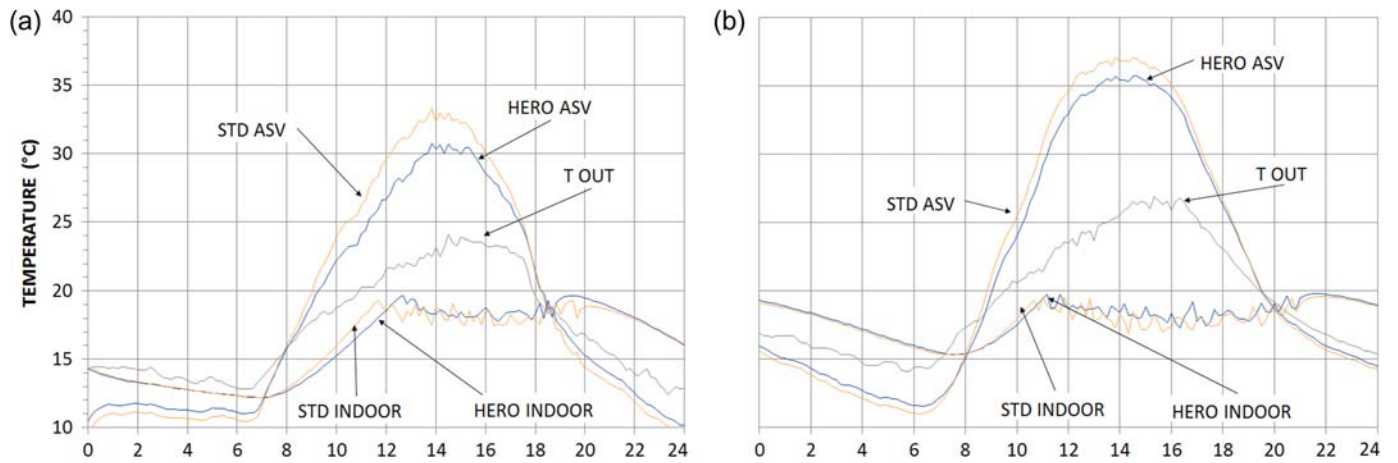 (a)
(b)
40
35
30
25
20
15
10
TEMPERATURE (°C)
STD ASV
HERO ASV
T OUT
STD INDOOR
HERO INDOOR
0 2 4 6 8 10 12 14 16 18 20 22 24
HERO ASV
T OUT
STD ASV
STD INDOOR
HERO INDOOR
0 2 4 6 8 10 12 14 16 18 20 22 24